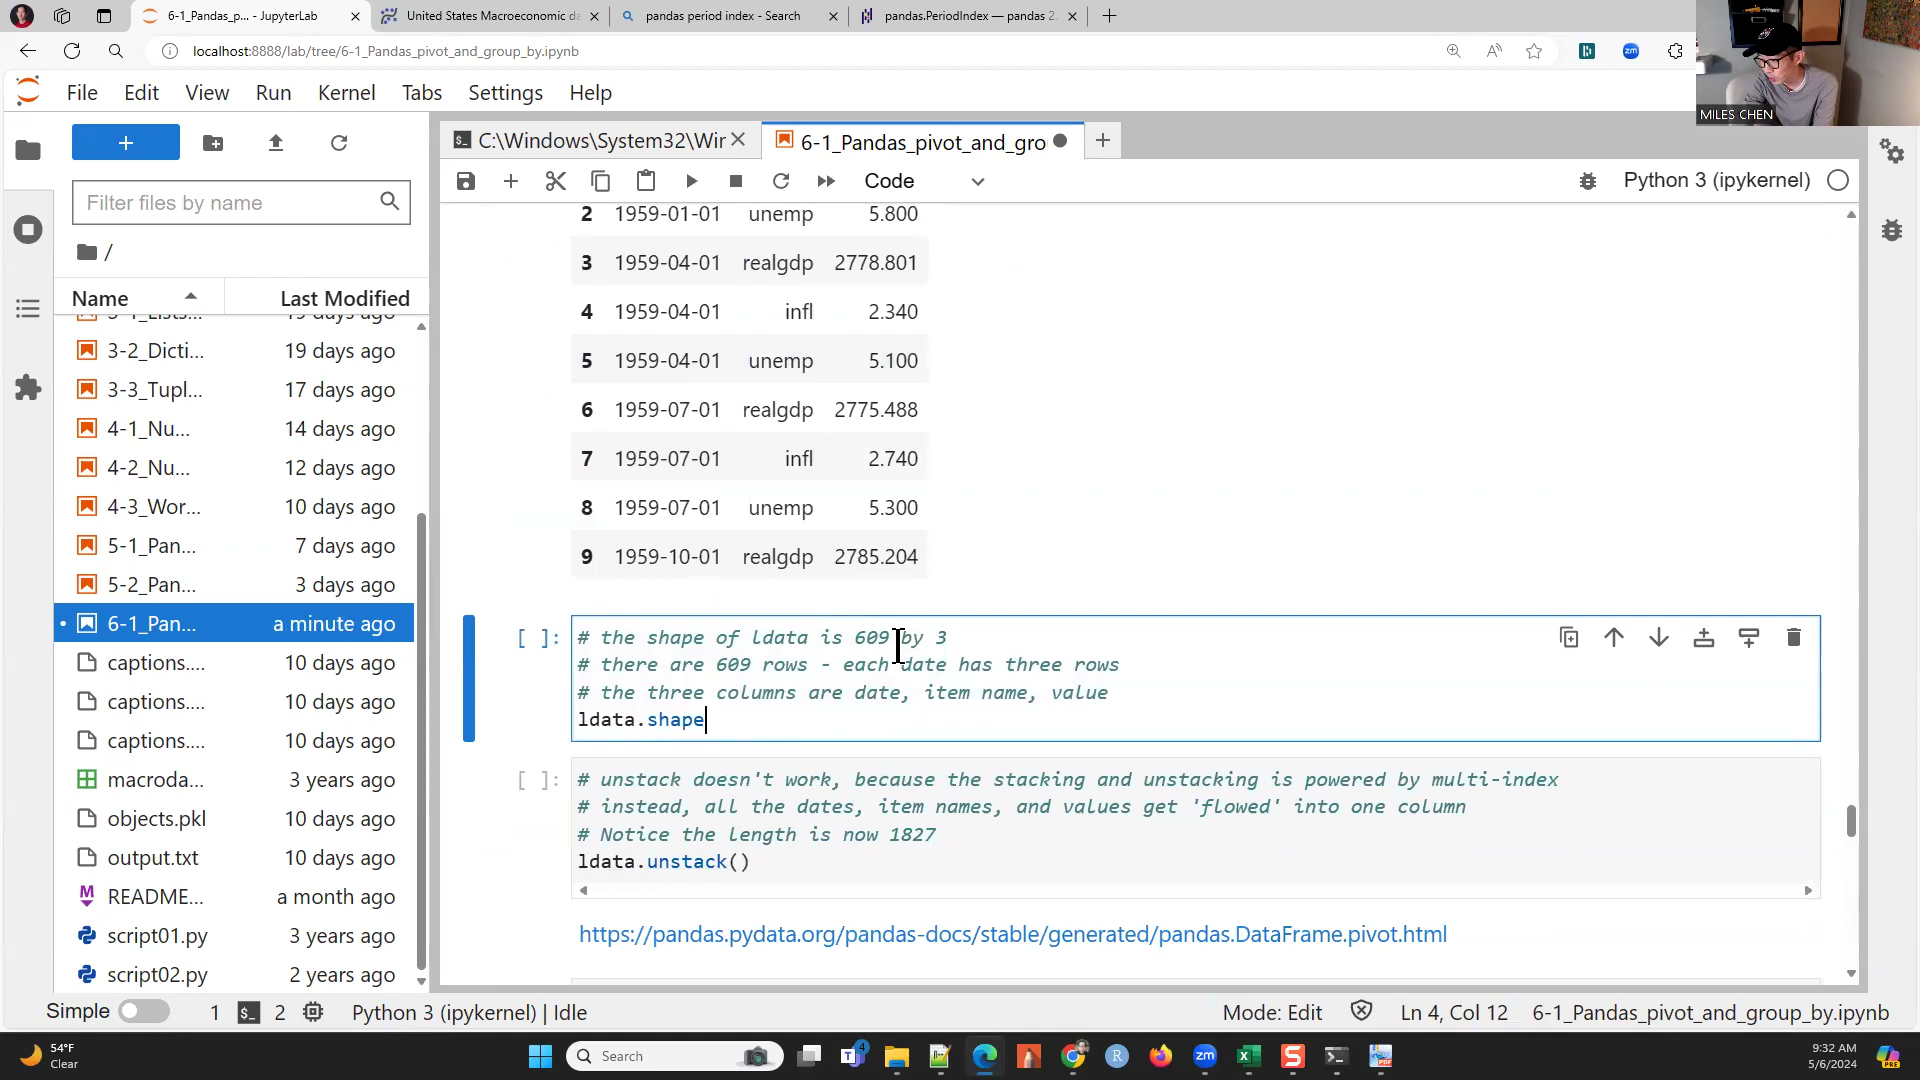 6-1_Pandas_p... - JupyterLab
United States Macroeconomic da
pandas period index - Search
pandas.PeriodIndex — pandas 2.
localhost:8888/lab/tree/6-1_Pandas_pivot_and_group_by.ipynb
MILES CHEN
File Edit View Run Kernel Tabs Settings Help
C:\Windows\System32\Wir
6-1_Pandas_pivot_and_gro
Code
Python 3 (ipykernel)
Filter files by name
/
Name Last Modified
3-1_Lists... 19 days ago
3-2_Dicti... 19 days ago
3-3_Tupl... 17 days ago
4-1_Nu... 14 days ago
4-2_Nu... 12 days ago
4-3_Wor... 10 days ago
5-1_Pan... 7 days ago
5-2_Pan... 3 days ago
6-1_Pan... a minute ago
captions.... 10 days ago
captions.... 10 days ago
captions.... 10 days ago
macroda... 3 years ago
objects.pkl 10 days ago
output.txt 10 days ago
README... a month ago
script01.py 3 years ago
script02.py 2 years ago
2 1959-01-01 unemp 5.800
3 1959-04-01 realgdp 2778.801
4 1959-04-01 infl 2.340
5 1959-04-01 unemp 5.100
6 1959-07-01 realgdp 2775.488
7 1959-07-01 infl 2.740
8 1959-07-01 unemp 5.300
9 1959-10-01 realgdp 2785.204
[ ]:
# the shape of ldata is 609 by 3
# there are 609 rows - each date has three rows
# the three columns are date, item name, value
ldata.shape
[ ]:
# unstack doesn't work, because the stacking and unstacking is powered by multi-index
# instead, all the dates, item names, and values get 'flowed' into one column
# Notice the length is now 1827
ldata.unstack()
https://pandas.pydata.org/pandas-docs/stable/generated/pandas.DataFrame.pivot.html
Simple 1 2 Python 3 (ipykernel) | Idle
Mode: Edit Ln 4, Col 12 6-1_Pandas_pivot_and_group_by.ipynb
54°F
Clear
Search
4
9:32 AM
5/6/2024